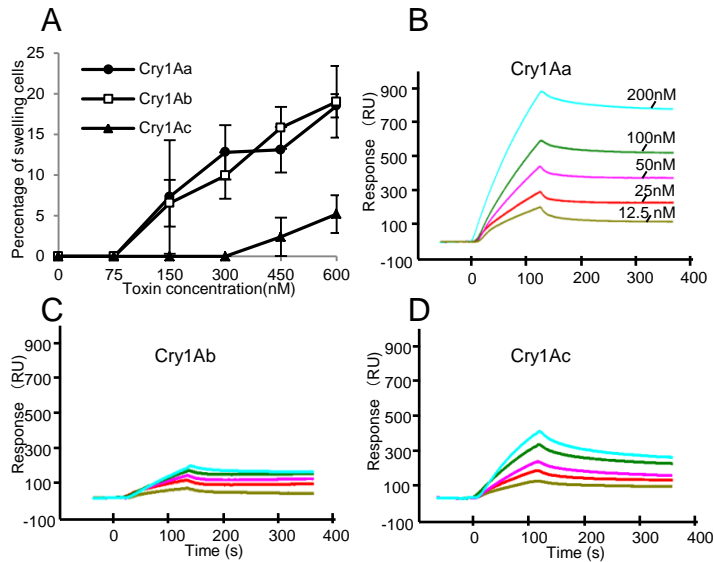 A
25
20
15
10
5
0
Percentage of swelling cells
Cry1Aa
Cry1Ab
Cry1Ac
0 75 150 300 450 600
Toxin concentration(nM)
B
Cry1Aa
900
700
500
300
100
-100
Response (RU)
200nM
100nM
50nM
25nM
12.5 nM
0 100 200 300 400
C
Cry1Ab
900
700
500
300
100
-100
Response (RU)
0 100 200 300 400
Time (s)
D
Cry1Ac
900
700
500
300
100
-100
Response (RU)
0 100 200 300 400
Time (s)